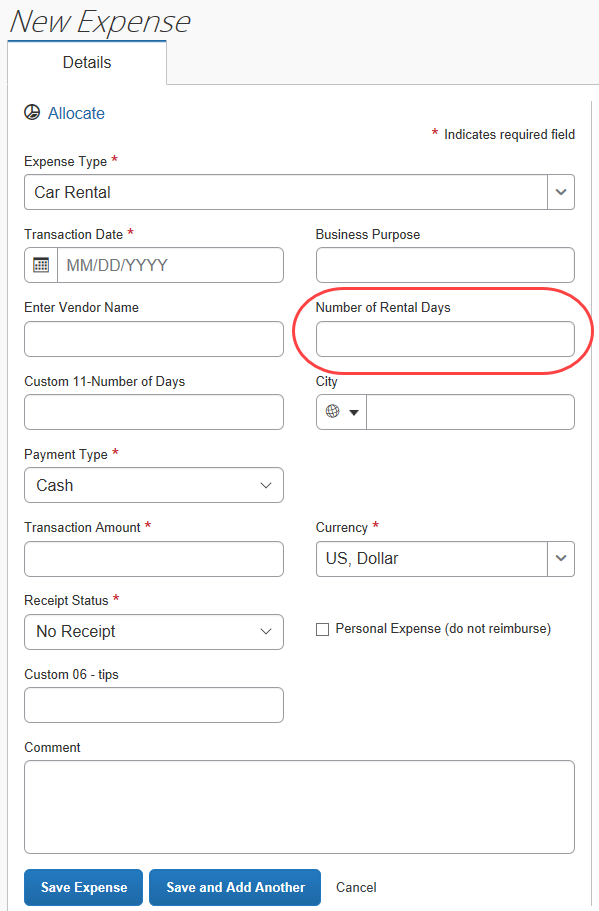 New Expense
Details
Allocate
* Indicates required field
Expense Type *
Car Rental
Transaction Date *
Business Purpose
MM/DD/YYYY
Enter Vendor Name
Number of Rental Days
Custom 11-Number of Days
City
Payment Type *
Cash
Transaction Amount *
Currency *
US, Dollar
Receipt Status *
No Receipt
Personal Expense (do not reimburse)
Custom 06 - tips
Comment
Save Expense
Save and Add Another
Cancel